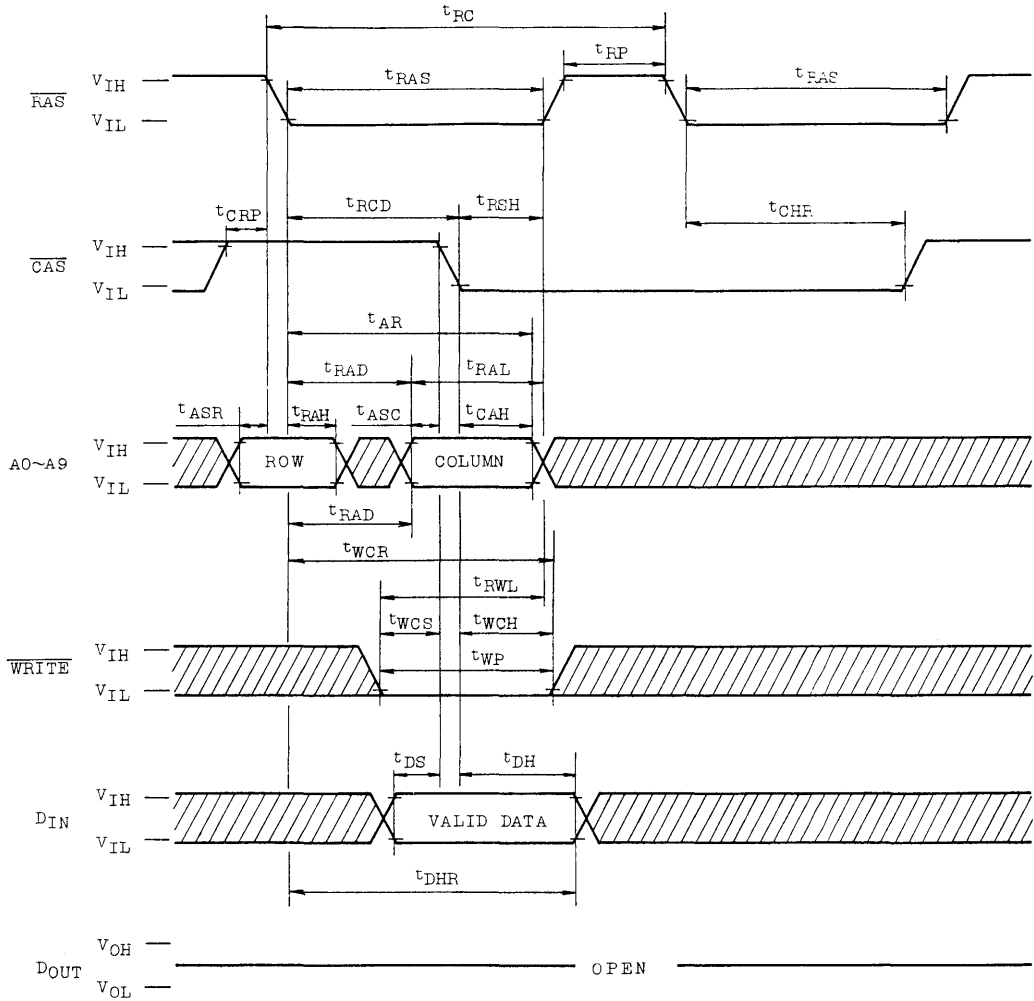 tRC
tRP
tRAS
tRAS
VIH
RAS
VIL
tRCD
tRSH
tCRP
tCHR
VIH
CAS
VIL
tAR
tRAD
tRAL
tASR
tRAH
tASC
tCAH
VIH
A0~A9
ROW
COLUMN
VIL
tRAD
tWCR
tRWL
tWCS
tWCH
VIH
tWP
WRITE
VIL
tDS
tDH
VIH
DIN
VALID DATA
VIL
tDHR
VOH
DOUT
OPEN
VOL